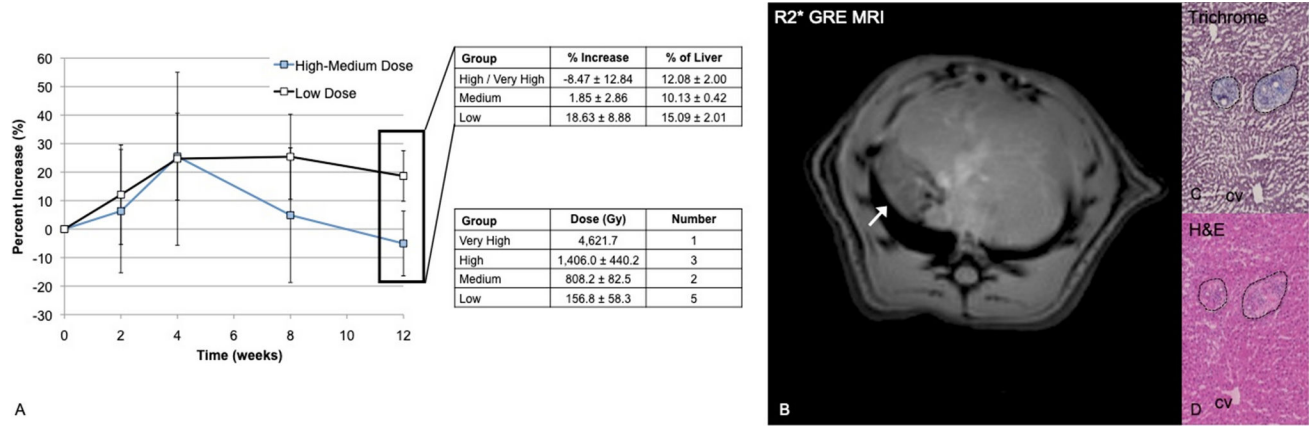 High-Medium Dose
Low Dose
Percent Increase (%)
60
50
40
30
20
10
0
-10
-20
-30
0 2 4 6 8 10 12
Time (weeks)
A
Group % Increase % of Liver
High / Very High -8.47 ± 12.84 12.08 ± 2.00
Medium 1.85 ± 2.86 10.13 ± 0.42
Low 18.63 ± 8.88 15.09 ± 2.01
Group Dose (Gy) Number
Very High 4,621.7 1
High 1,406.0 ± 440.2 3
Medium 808.2 ± 82.5 2
Low 156.8 ± 58.3 5
R2* GRE MRI
B
Trichrome
C cv
H&E
D cv